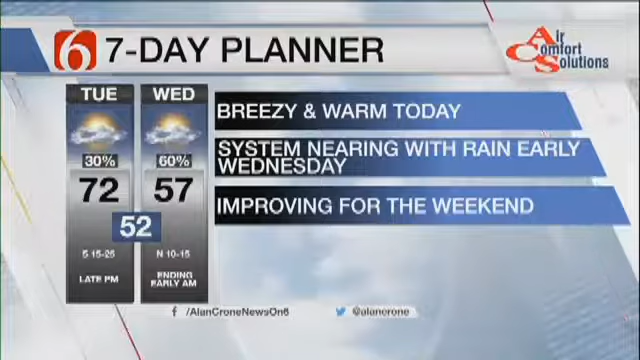 6 7-DAY PLANNER
Air
Comfort
Solutions
TUE WED
30% 60%
72 57
52
S 15-25 N 10-15
LATE PM ENDING
EARLY AM
BREEZY & WARM TODAY
SYSTEM NEARING WITH RAIN EARLY
WEDNESDAY
IMPROVING FOR THE WEEKEND
f /AlanCroneNewsOn6 @alancrone